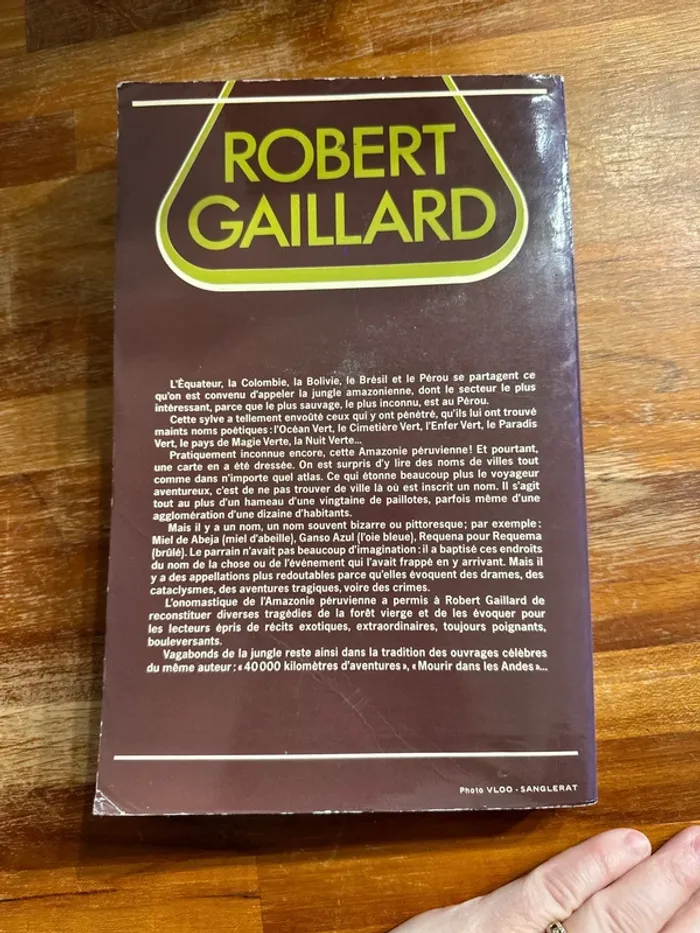 ROBERT
GAILLARD
L'Équateur, la Colombie, la Bolivie, le Brésil et le Pérou se partagent ce
qu'on est convenu d'appeler la jungle amazonienne, dont le secteur le plus
intéressant, parce que le plus sauvage, le plus inconnu, est au Pérou.
Cette sylve a tellement envoûté ceux qui y ont pénétré, qu'ils lui ont trouvé
maints noms poétiques : l'Océan Vert, le Cimetière Vert, l'Enfer Vert, le Paradis
Vert, le pays de Magie Verte, la Nuit Verte...
Pratiquement inconnue encore, cette Amazonie péruvienne ! Et pourtant,
une carte en a été dressée. On est surpris d'y lire des noms de villes tout
comme dans n'importe quel atlas. Ce qui étonne beaucoup plus le voyageur
aventureux, c'est de ne pas trouver de ville là où est inscrit un nom. Il s'agit
tout au plus d'un hameau d'une vingtaine de paillotes, parfois même d'une
agglomération d'une dizaine d'habitants.
Mais il y a un nom, un nom souvent bizarre ou pittoresque ; par exemple :
Miel de Abeja (miel d'abeille), Ganso Azul (l'oie bleue), Requena pour Requema
(brûlé). Le parrain n'avait pas beaucoup d'imagination : il a baptisé ces endroits
du nom de la chose ou de l'événement qui l'avait frappé en y arrivant. Mais il
y a des appellations plus redoutables parce qu'elles évoquent des drames, des
cataclysmes, des aventures tragiques, voire des crimes.
L'onomastique de l'Amazonie péruvienne a permis à Robert Gaillard de
reconstituer diverses tragédies de la forêt vierge et de les évoquer pour
les lecteurs épris de récits exotiques, extraordinaires, toujours poignants,
bouleversants.
Vagabonds de la jungle reste ainsi dans la tradition des ouvrages célèbres
du même auteur : « 40 000 kilomètres d'aventures », « Mourir dans les Andes »...
Photo VLOO - SANGLERAT